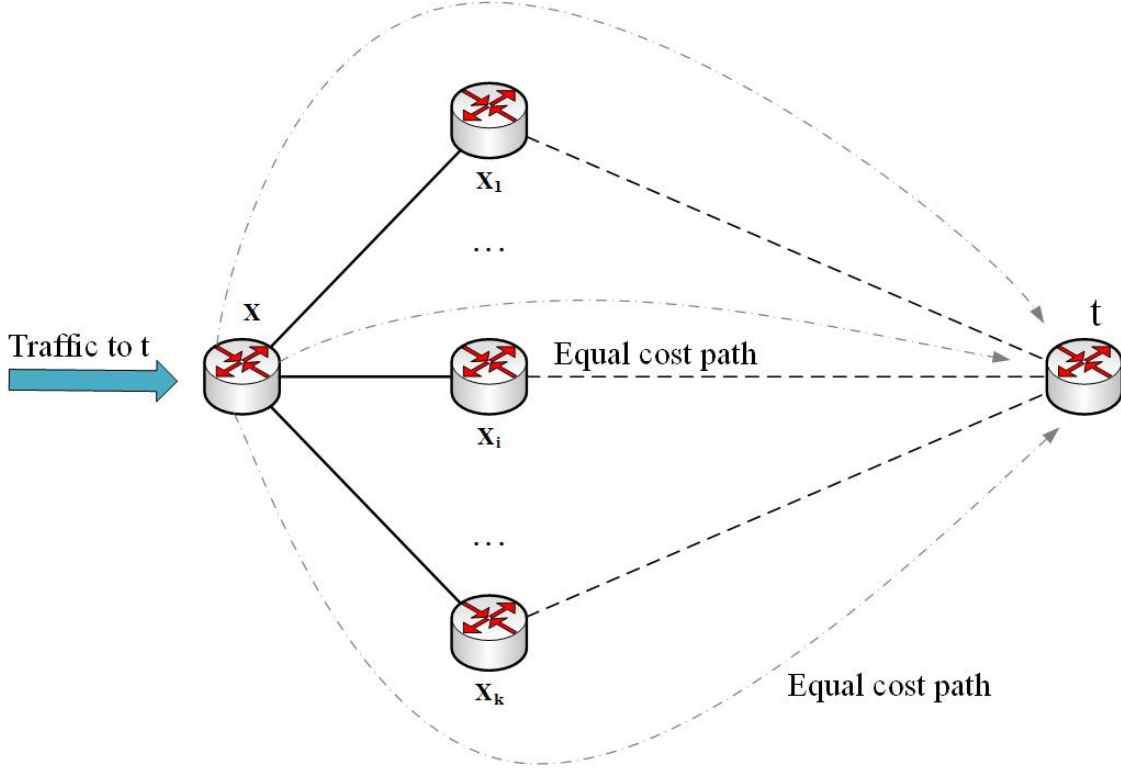 x₁
...
x
t
Traffic to t
Equal cost path
xᵢ
...
xₖ
Equal cost path